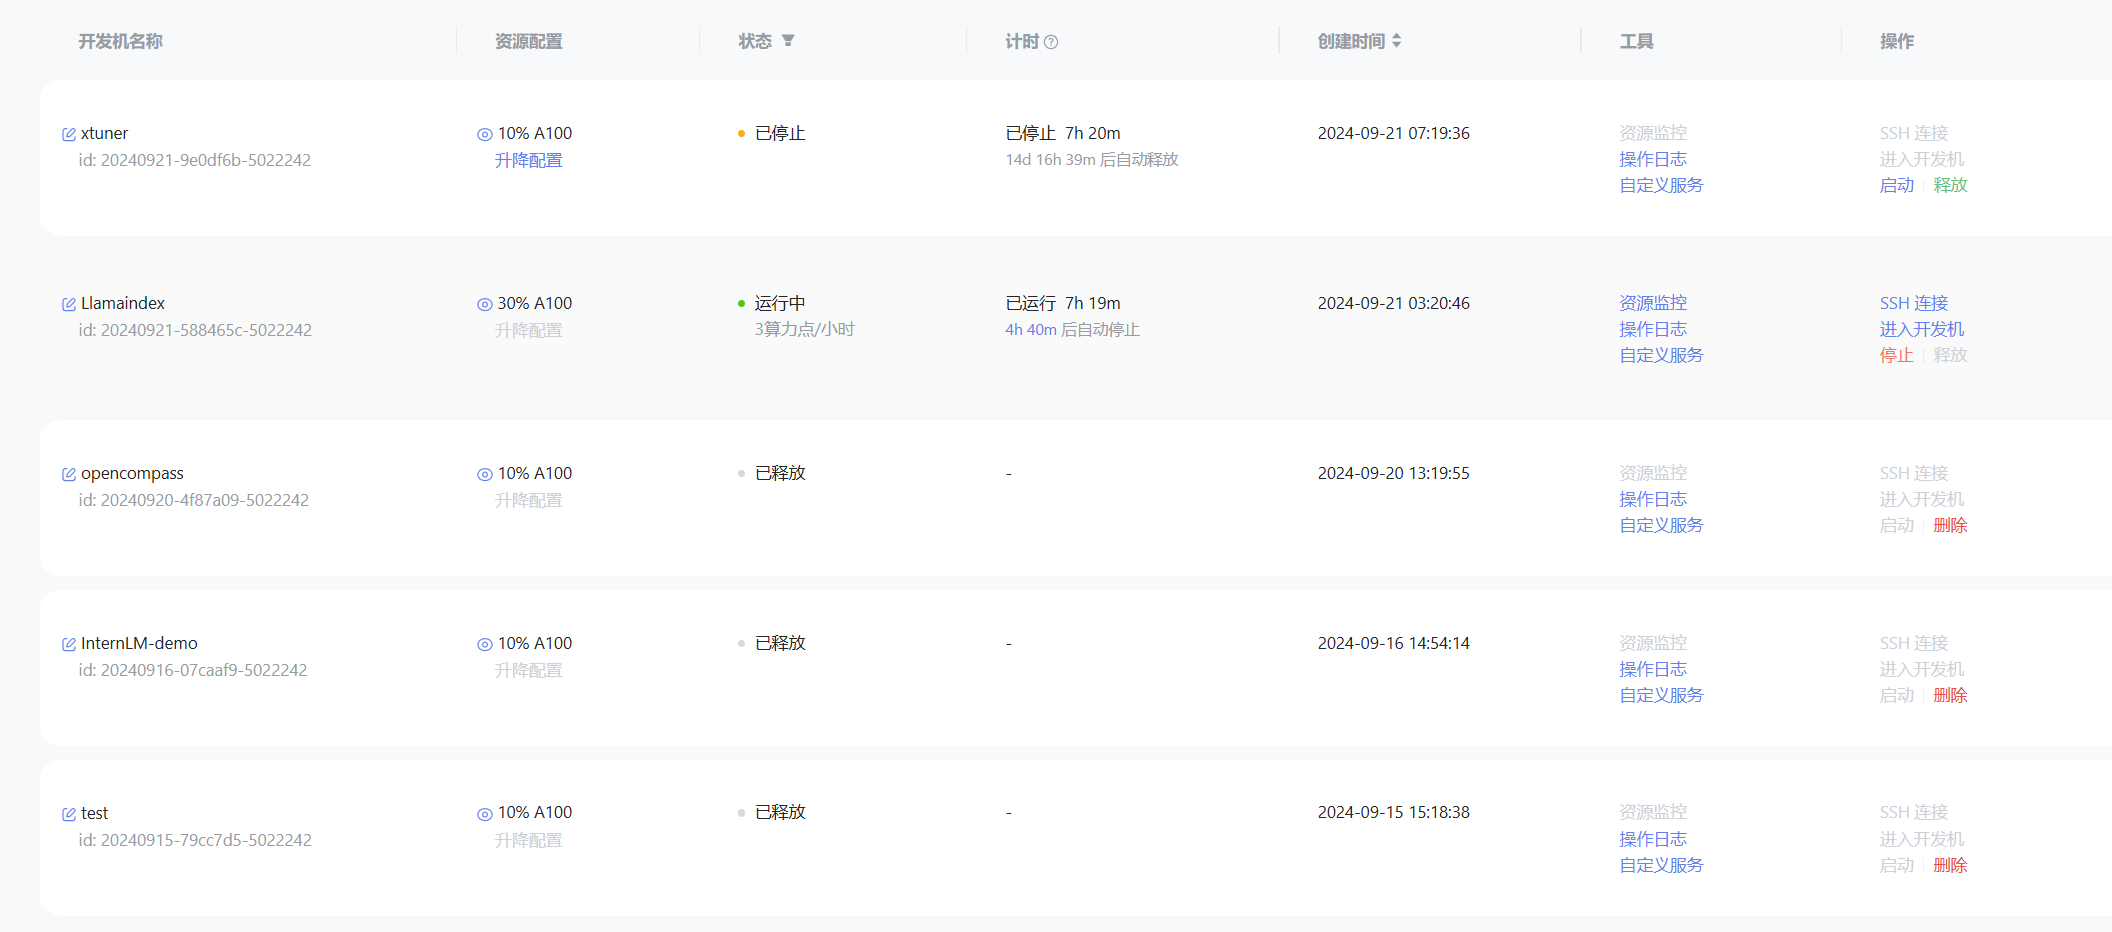 开发机名称 资源配置 状态 计时 创建时间 工具 操作
xtuner 10% A100 已停止 已停止 7h 20m 2024-09-21 07:19:36 资源监控 SSH 连接
id: 20240921-9e0df6b-5022242 升降配置 14d 16h 39m 后自动释放 操作日志 进入开发机
自定义服务 启动 释放
Llamaindex 30% A100 运行中 已运行 7h 19m 2024-09-21 03:20:46 资源监控 SSH 连接
id: 20240921-588465c-5022242 升降配置 3算力点/小时 4h 40m 后自动停止 操作日志 进入开发机
自定义服务 停止 释放
opencompass 10% A100 已释放 - 2024-09-20 13:19:55 资源监控 SSH 连接
id: 20240920-4f87a09-5022242 升降配置 操作日志 进入开发机
自定义服务 启动 删除
InternLM-demo 10% A100 已释放 - 2024-09-16 14:54:14 资源监控 SSH 连接
id: 20240916-07caaf9-5022242 升降配置 操作日志 进入开发机
自定义服务 启动 删除
test 10% A100 已释放 - 2024-09-15 15:18:38 资源监控 SSH 连接
id: 20240915-79cc7d5-5022242 升降配置 操作日志 进入开发机
自定义服务 启动 删除